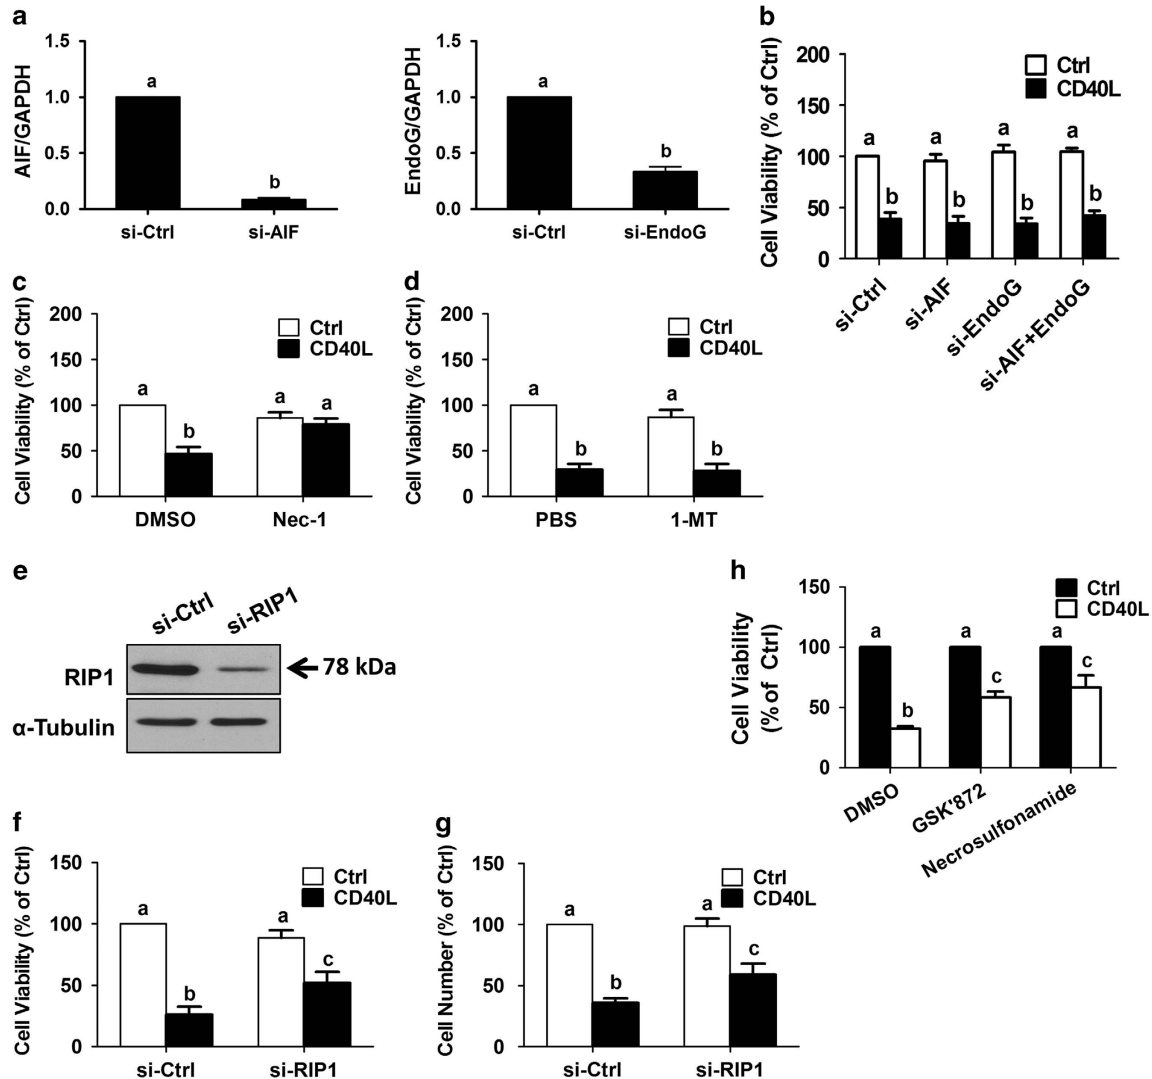 a
AIF/GAPDH
1.5
1.0
0.5
0.0
a
b
si-Ctrl
si-AIF
EndoG/GAPDH
1.5
1.0
0.5
0.0
a
b
si-Ctrl
si-EndoG
b
Cell Viability (% of Ctrl)
200
150
100
50
0
Ctrl
CD40L
a
b
a
b
a
b
a
b
si-Ctrl
si-AIF
si-EndoG
si-AIF+EndoG
c
Cell Viability (% of Ctrl)
200
150
100
50
0
Ctrl
CD40L
a
b
a
a
DMSO
Nec-1
d
Cell Viability (% of Ctrl)
200
150
100
50
0
Ctrl
CD40L
a
b
a
b
PBS
1-MT
e
si-Ctrl
si-RIP1
RIP1
78 kDa
α-Tubulin
h
Cell Viability
(% of Ctrl)
150
100
50
0
Ctrl
CD40L
a
b
a
c
a
c
DMSO
GSK'872
Necrosulfonamide
f
Cell Viability (% of Ctrl)
150
100
50
0
Ctrl
CD40L
a
b
a
c
si-Ctrl
si-RIP1
g
Cell Number (% of Ctrl)
150
100
50
0
Ctrl
CD40L
a
b
a
c
si-Ctrl
si-RIP1